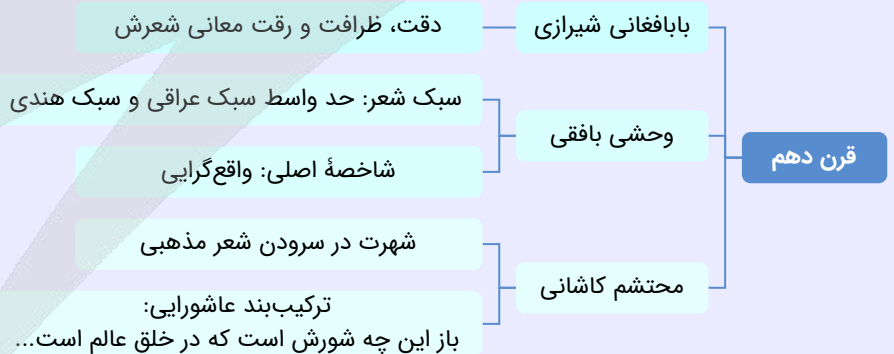 قرن دهم
بابافغانی شیرازی
دقت، ظرافت و رقت معانی شعرش
وحشی بافقی
سبک شعر: حد واسط سبک عراقی و سبک هندی
شاخصهٔ اصلی: واقع‌گرایی
محتشم کاشانی
شهرت در سرودن شعر مذهبی
ترکیب‌بند عاشورایی:
باز این چه شورش است که در خلق عالم است...